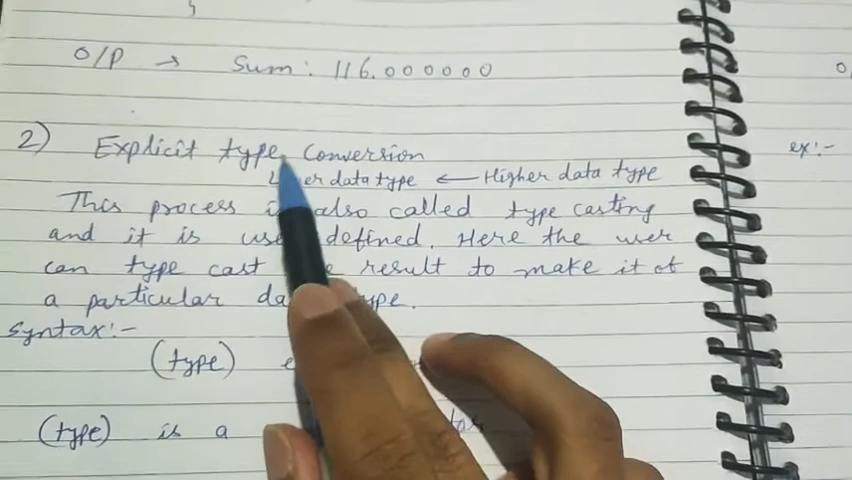 O/P → Sum: 116.000000
2) Explicit type Conversion
data type ← Higher data type
This process is also called type casting
and it is defined. Here the user
can type cast result to make it of
a particular type.
Syntax:-
(type)
(type) is a
ex:-